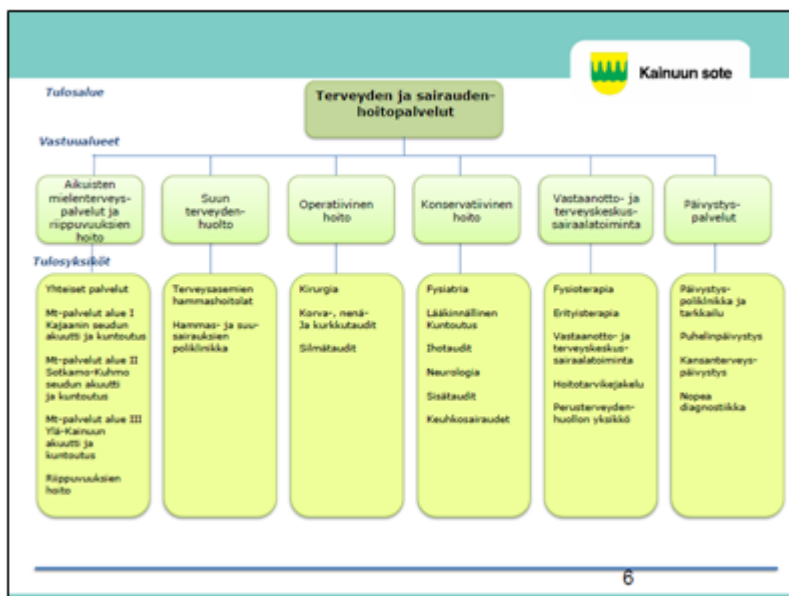 Kainuun sote
Tulosalue
Terveyden ja sairauden-
hoitopalvelut
Vastuualueet
Aikuisten
mielenterveys-
palvelut ja
riippuvuuksien
hoito
Suun
terveyden-
huolto
Operatiivinen
hoito
Konservatiivinen
hoito
Vastaanotto- ja
terveyskeskus-
sairaalatoiminta
Päivystys-
palvelut
Tulosyksiköt
Yhteiset palvelut
Mt-palvelut alue I
Kajaanin seudun
akuutti ja kuntoutus
Mt-palvelut alue II
Sotkamo-Kuhmo
seudun akuutti
ja kuntoutus
Mt-palvelut alue III
Ylä-Kainuun
akuutti ja
kuntoutus
Riippuvuuksien
hoito
Terveysasemien
hammashoitolat
Hammas- ja suu-
sairauksien
poliklinikka
Kirurgia
Korva-, nenä-
Ja kurkkutaudit
Silmätaudit
Fysiatria
Lääkinnällinen
Kuntoutus
Ihotaudit
Neurologia
Sisätaudit
Keuhkosairaudet
Fysioterapia
Erityisterapia
Vastaanotto- ja
terveyskeskus-
sairaalatoiminta
Hoitotarvikejakelu
Perusterveyden-
huollon yksikkö
Päivystys-
poliklinikka ja
tarkkailu
Puhelinpäivystys
Kansanterveys-
päivystys
Nopea
diagnostiikka
6